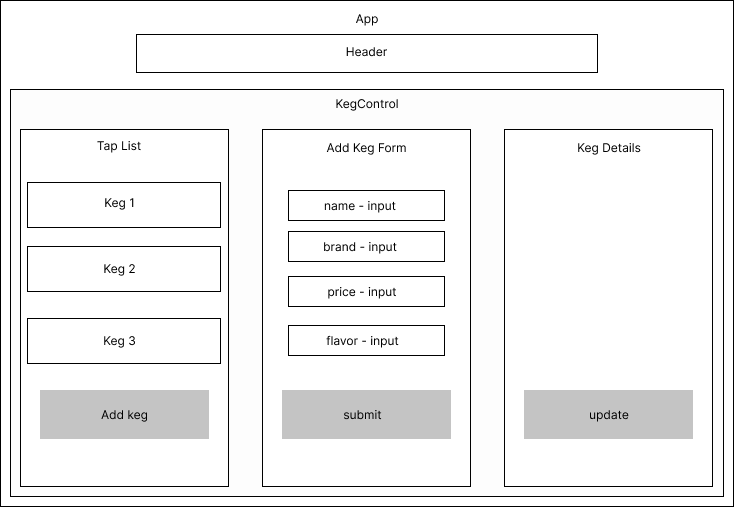 App
Header
KegControl
Tap List
Keg 1
Keg 2
Keg 3
Add keg
Add Keg Form
name - input
brand - input
price - input
flavor - input
submit
Keg Details
update